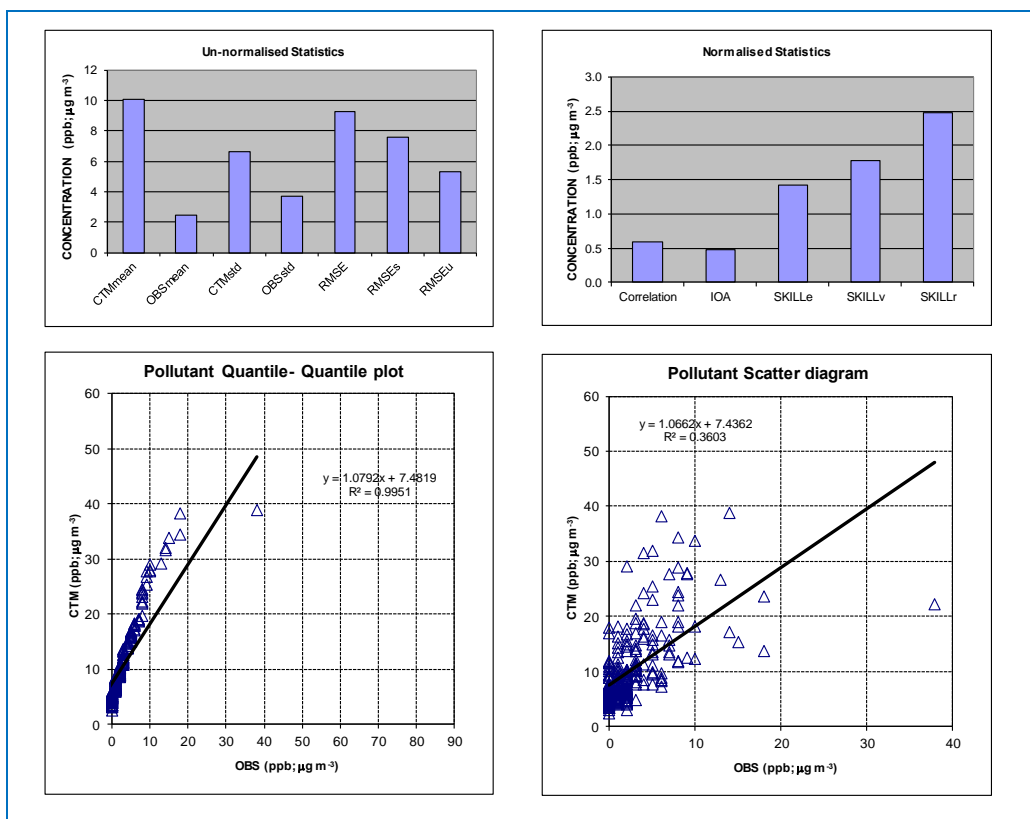 Un-normalised Statistics
CONCENTRATION (ppb; µg m-3)
12
10
8
6
4
2
0
CTMmean
OBSmean
CTMstd
OBSstd
RMSE
RMSEs
RMSEu
Normalised Statistics
CONCENTRATION (ppb; µg m-3)
3.0
2.5
2.0
1.5
1.0
0.5
0.0
Correlation
IOA
SKILLe
SKILLv
SKILLr
Pollutant Quantile- Quantile plot
y = 1.0792x + 7.4819
R² = 0.9951
CTM (ppb; µg m-3)
60
50
40
30
20
10
0
0 10 20 30 40 50 60 70 80 90
OBS (ppb; µg m-3)
Pollutant Scatter diagram
y = 1.0662x + 7.4362
R² = 0.3603
CTM (ppb; µg m-3)
60
50
40
30
20
10
0
0 10 20 30 40
OBS (ppb; µg m-3)